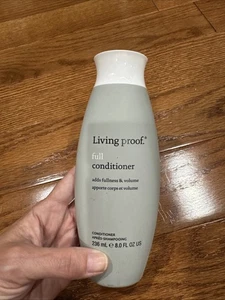 Living proof.®
full
conditioner
adds fullness & volume
apporte corps et volume
CONDITIONER
APRÈS-SHAMPOOING
236 mL ℮ 8.0 FL OZ US